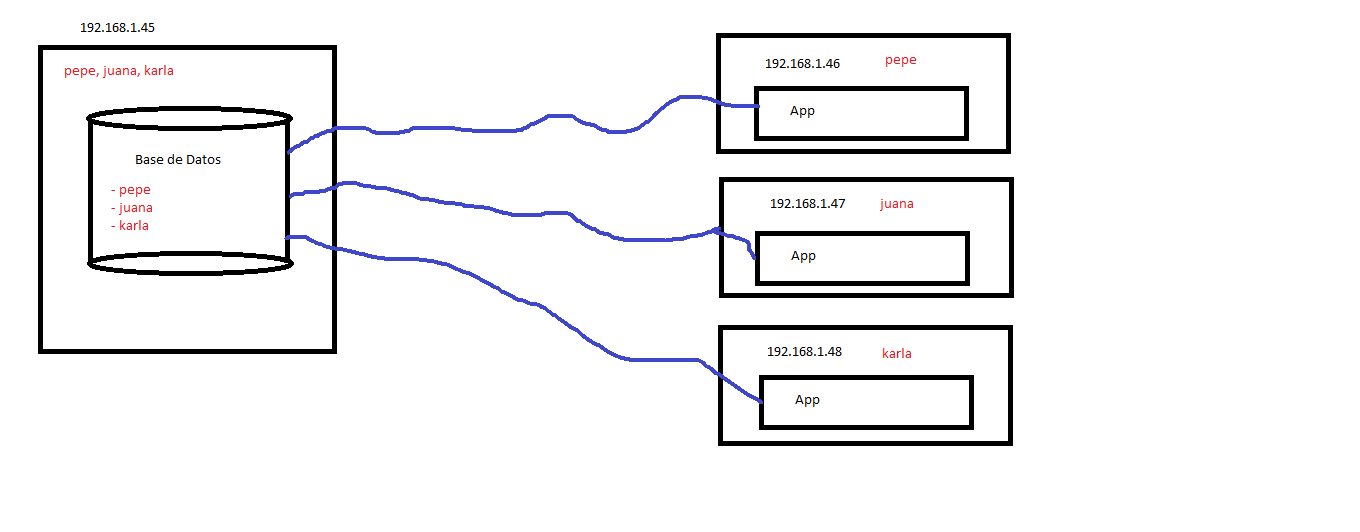 192.168.1.45
pepe, juana, karla
Base de Datos
- pepe
- juana
- karla
192.168.1.46 pepe
App
192.168.1.47 juana
App
192.168.1.48 karla
App